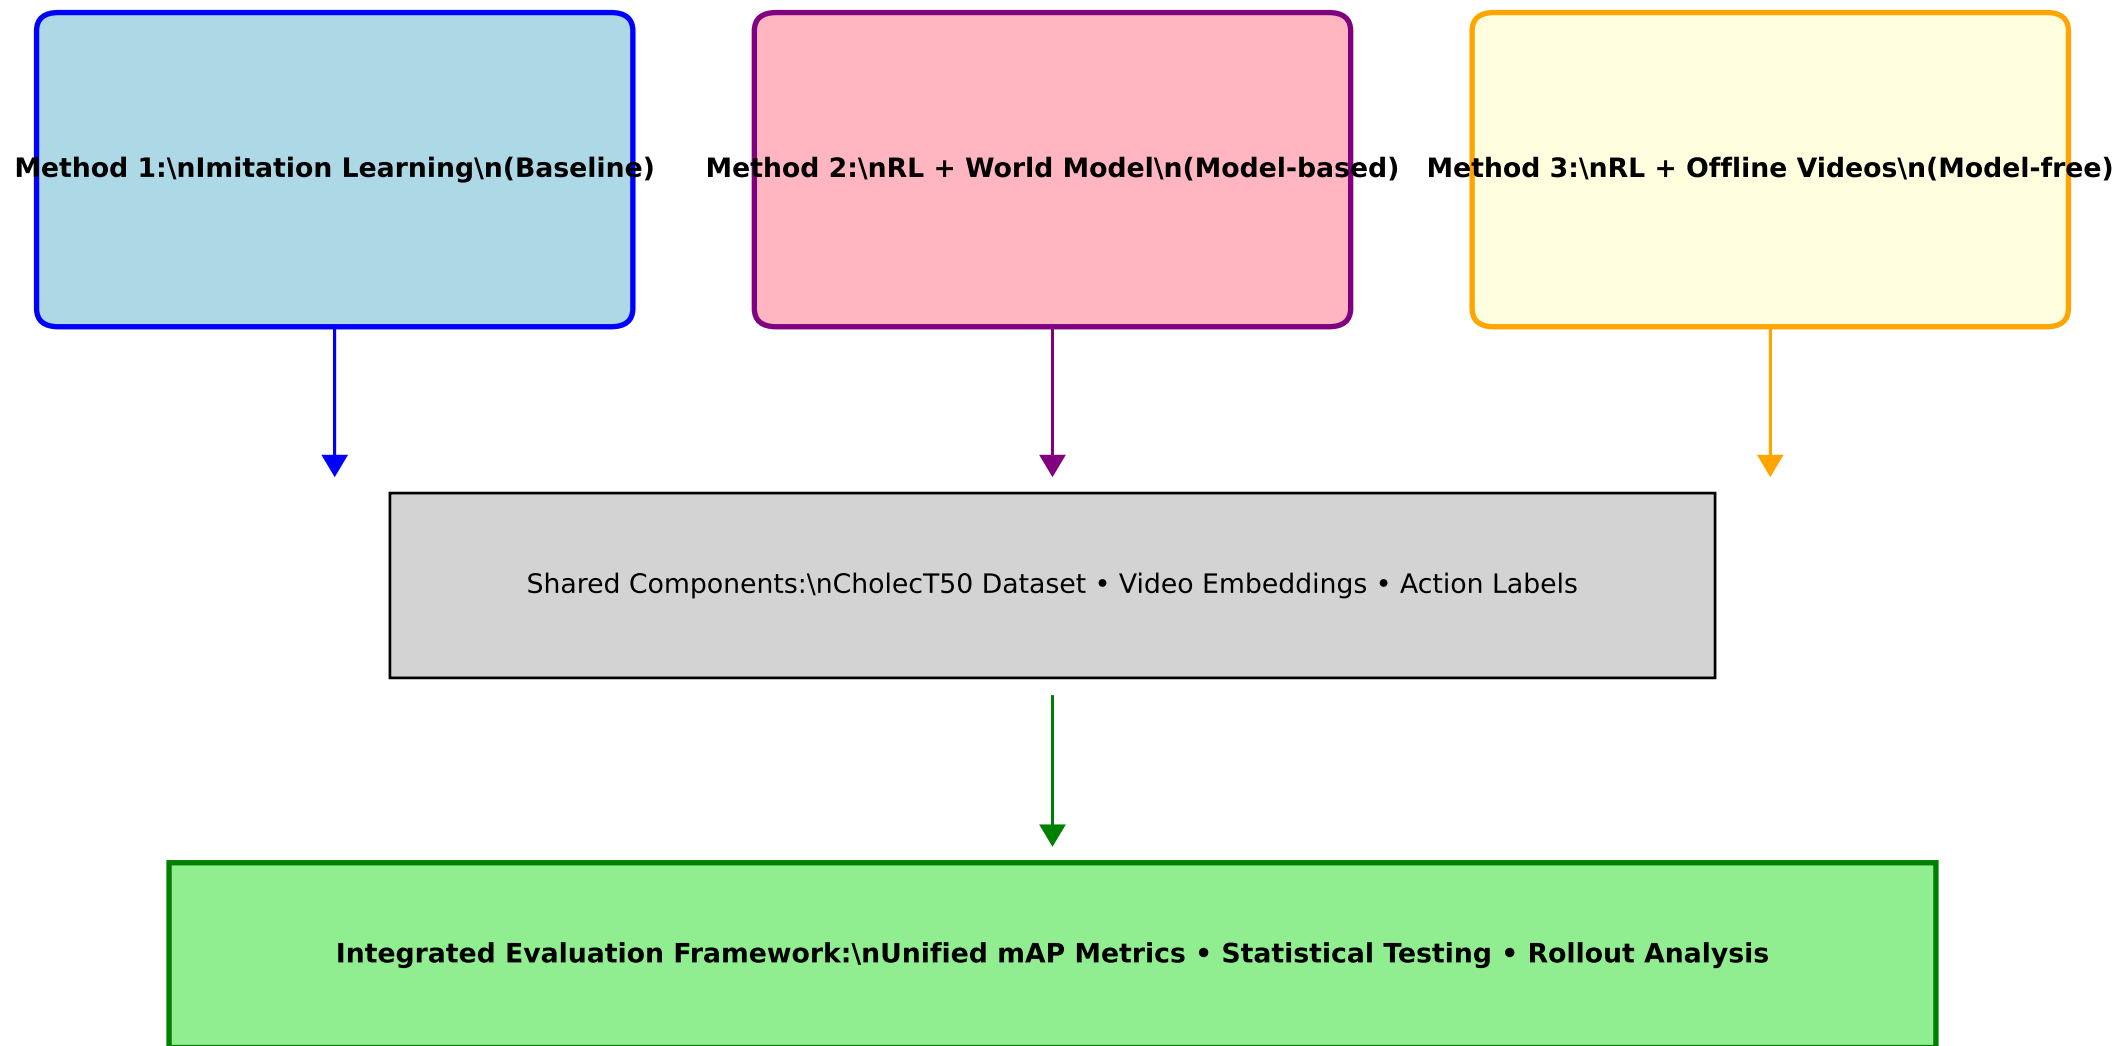 Method 1:\nImitation Learning\n(Baseline)
Method 2:\nRL + World Model\n(Model-based)
Method 3:\nRL + Offline Videos\n(Model-free)
Shared Components:\nCholecT50 Dataset • Video Embeddings • Action Labels
Integrated Evaluation Framework:\nUnified mAP Metrics • Statistical Testing • Rollout Analysis